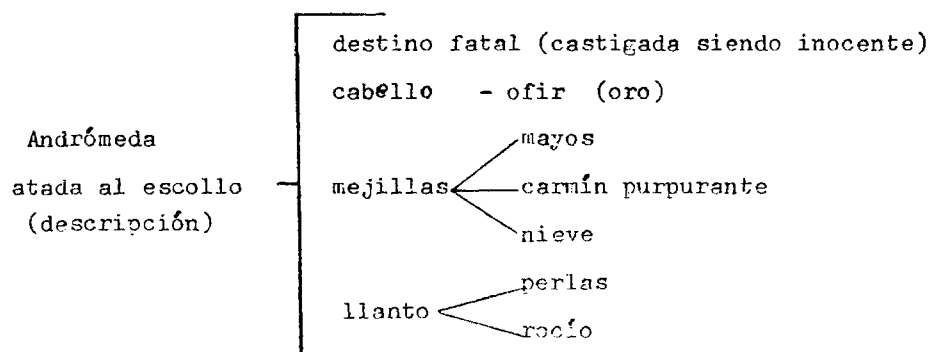 destino fatal (castigada siendo inocente)
cabello - ofir (oro)
Andrómeda
atada al escollo
(descripción)
mejillas
mayos
carmín purpurante
nieve
llanto
perlas
rocío